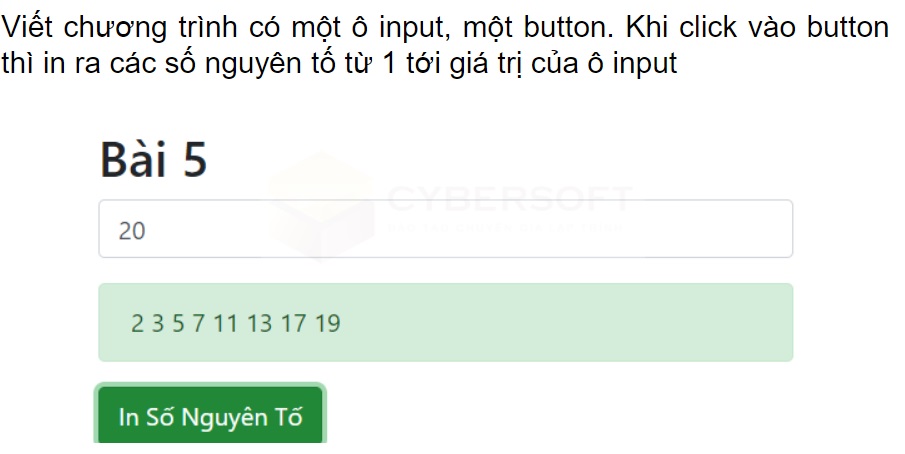 Viết chương trình có một ô input, một button. Khi click vào button
thì in ra các số nguyên tố từ 1 tới giá trị của ô input
Bài 5
CYBERSOFT
20
2 3 5 7 11 13 17 19
In Số Nguyên Tố